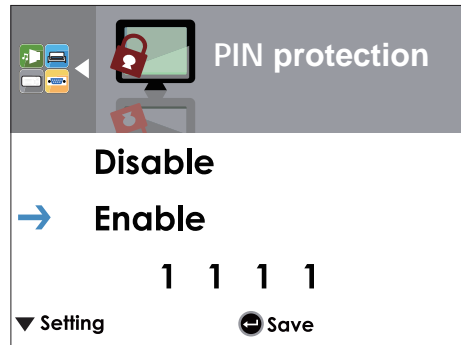 PIN protection
Disable
Enable
1 1 1 1
Setting Save